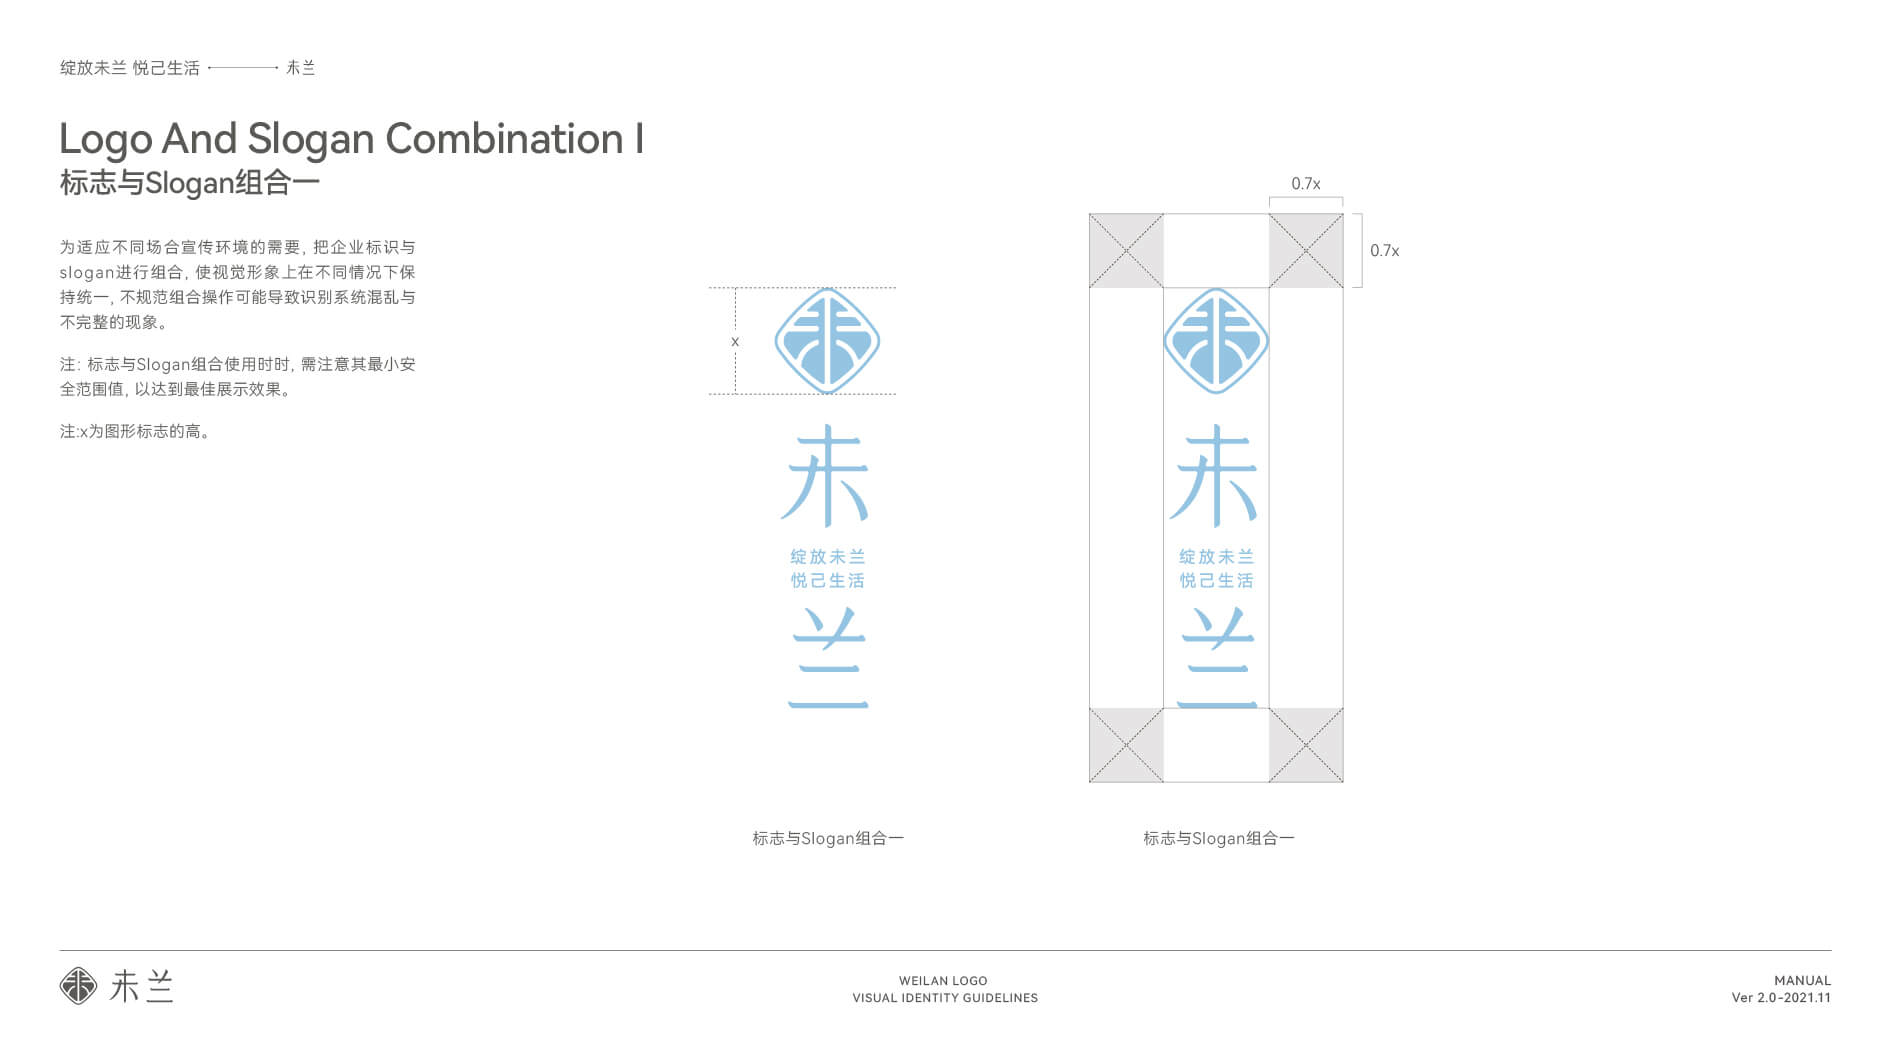 绽放未兰 悦己生活 未兰
Logo And Slogan Combination I
标志与Slogan组合一
为适应不同场合宣传环境的需要, 把企业标识与
slogan进行组合, 使视觉形象上在不同情况下保
持统一, 不规范组合操作可能导致识别系统混乱与
不完整的现象。
注: 标志与Slogan组合使用时时, 需注意其最小安
全范围值, 以达到最佳展示效果。
注:x为图形标志的高。
x
未
绽放未兰
悦己生活
兰
标志与Slogan组合一
0.7x
0.7x
未
绽放未兰
悦己生活
兰
标志与Slogan组合一
未兰
WEILAN LOGO
VISUAL IDENTITY GUIDELINES
MANUAL
Ver 2.0-2021.11